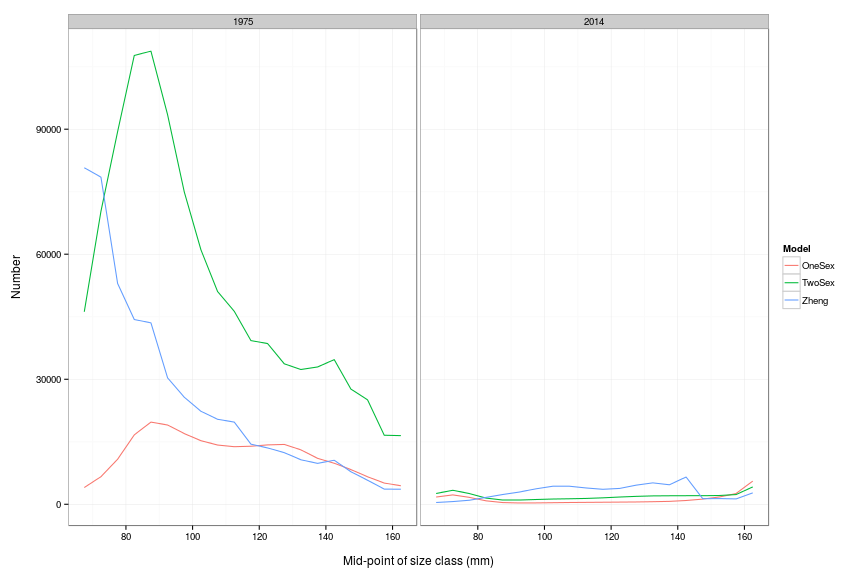 1975 2014
90000
60000
30000
0
80 100 120 140 160 80 100 120 140 160
Number
Mid-point of size class (mm)
Model
OneSex
TwoSex
Zheng